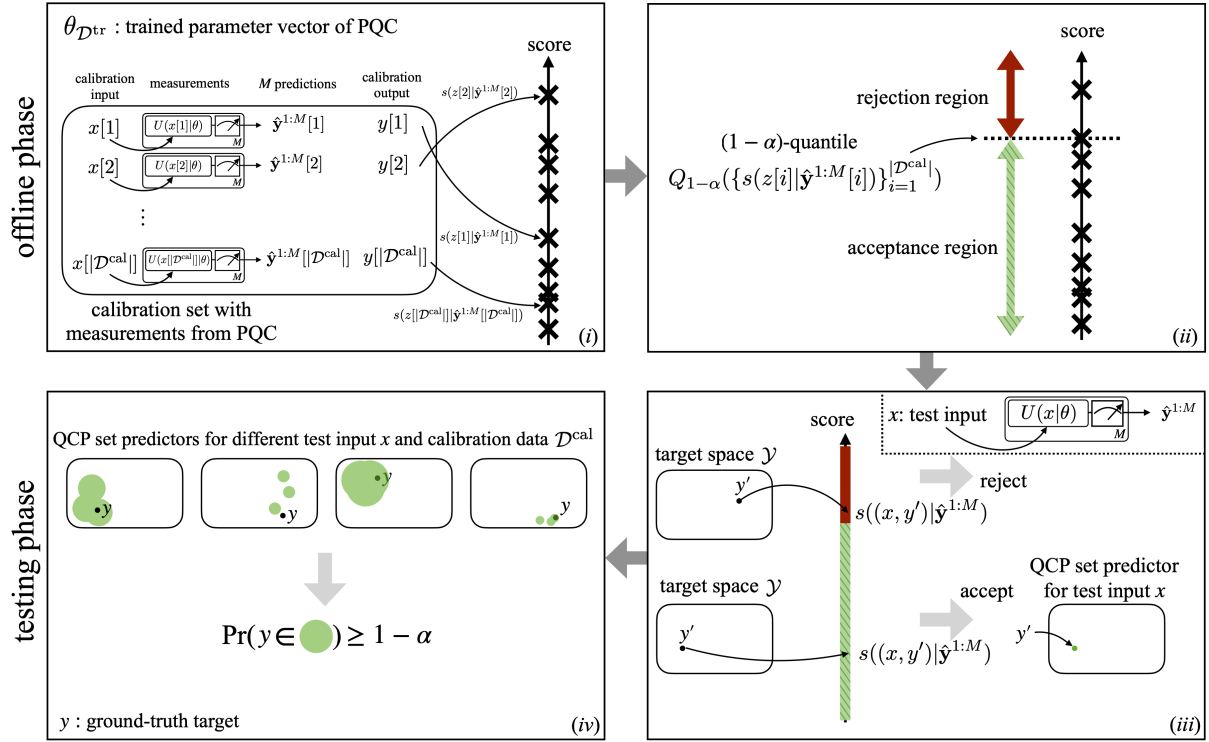 offline phase
θ_{𝒟^{tr}} : trained parameter vector of PQC
score
calibration input
measurements
M predictions
calibration output
x[1]
U(x[1]|θ)
M
ŷ^{1:M}[1]
y[1]
x[2]
U(x[2]|θ)
M
ŷ^{1:M}[2]
y[2]
⋮
x[|𝒟^{cal}|]
U(x[|𝒟^{cal}|]|θ)
M
ŷ^{1:M}[|𝒟^{cal}|]
y[|𝒟^{cal}|]
s(z[2]|ŷ^{1:M}[2])
s(z[1]|ŷ^{1:M}[1])
s(z[|𝒟^{cal}|]|ŷ^{1:M}[|𝒟^{cal}|])
calibration set with
measurements from PQC
(i)
score
rejection region
(1 − α)-quantile
Q_{1−α}({s(z[i]|ŷ^{1:M}[i])}_{i=1}^{|𝒟^{cal}|})
acceptance region
(ii)
testing phase
score
x: test input
U(x|θ)
M
ŷ^{1:M}
target space 𝒴
y′
s((x, y′)|ŷ^{1:M})
reject
target space 𝒴
y′
s((x, y′)|ŷ^{1:M})
accept
QCP set predictor
for test input x
y′
(iii)
QCP set predictors for different test input x and calibration data 𝒟^{cal}
y
y
y
y
Pr(y ∈ ) ≥ 1 − α
y : ground-truth target
(iv)